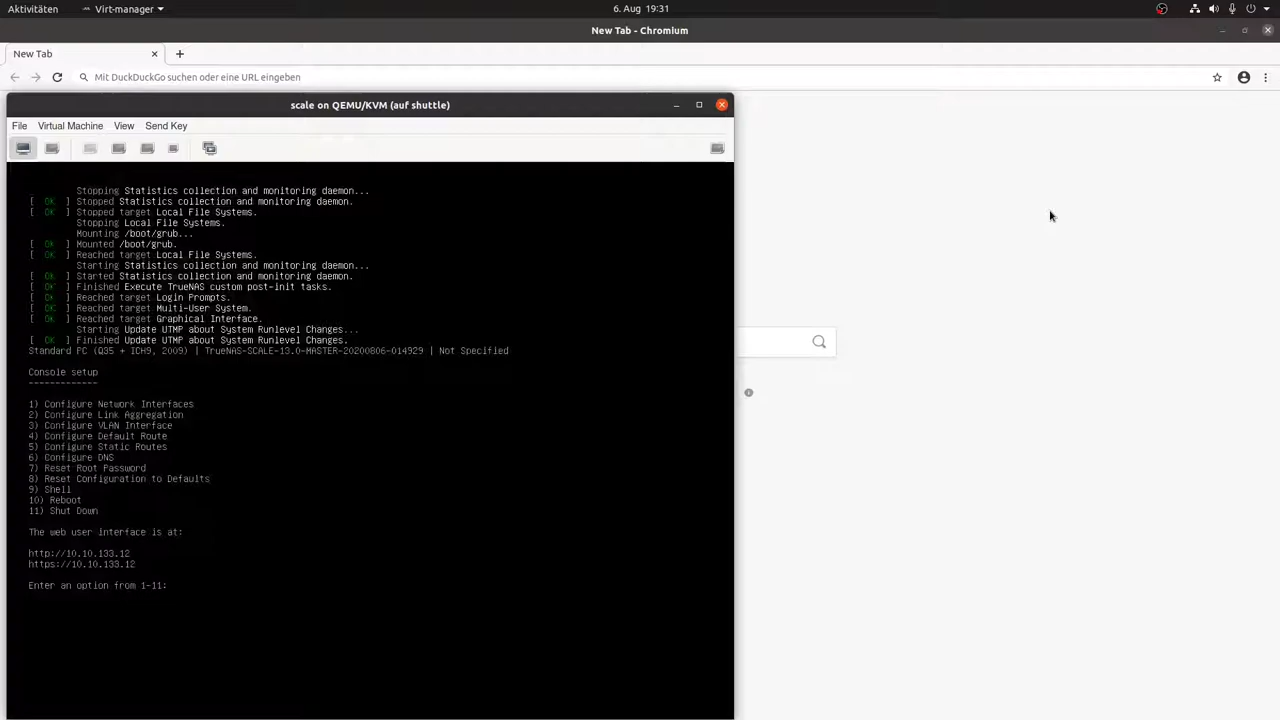 Aktivitäten Virt-manager 6. Aug 19:31
New Tab - Chromium
New Tab
Mit DuckDuckGo suchen oder eine URL eingeben
scale on QEMU/KVM (auf shuttle)
File Virtual Machine View Send Key
Stopping Statistics collection and monitoring daemon...
[ OK ] Stopped Statistics collection and monitoring daemon.
[ OK ] Stopped target Local File Systems.
Stopping Local File Systems.
Mounting /boot/grub...
[ OK ] Mounted /boot/grub.
[ OK ] Reached target Local File Systems.
Starting Statistics collection and monitoring daemon...
[ OK ] Started Statistics collection and monitoring daemon.
[ OK ] Finished Execute TrueNAS custom post-init tasks.
[ OK ] Reached target Login Prompts.
[ OK ] Reached target Multi-User System.
[ OK ] Reached target Graphical Interface.
Starting Update UTMP about System Runlevel Changes...
[ OK ] Finished Update UTMP about System Runlevel Changes.
Standard PC (Q35 + ICH9, 2009) | TrueNAS-SCALE-13.0-MASTER-20200806-014929 | Not Specified
Console setup
-------------
1) Configure Network Interfaces
2) Configure Link Aggregation
3) Configure VLAN Interface
4) Configure Default Route
5) Configure Static Routes
6) Configure DNS
7) Reset Root Password
8) Reset Configuration to Defaults
9) Shell
10) Reboot
11) Shut Down
The web user interface is at:
http://10.10.133.12
https://10.10.133.12
Enter an option from 1-11: